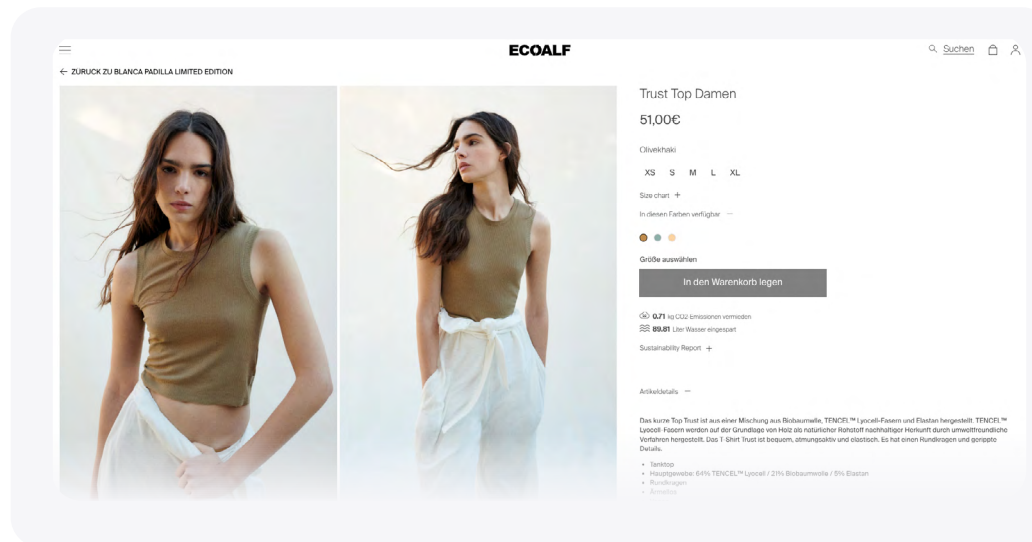 ECOALF
Suchen
← ZURÜCK ZU BLANCA PADILLA LIMITED EDITION
Trust Top Damen
51,00€
Olivekhaki
XS S M L XL
Size chart +
In diesen Farben verfügbar −
Größe auswählen
In den Warenkorb legen
0.71 kg CO2-Emissionen vermieden
89.81 Liter Wasser eingespart
Sustainability Report +
Artikeldetails −
Das kurze Top Trust ist aus einer Mischung aus Biobaumwolle, TENCEL™ Lyocell-Fasern und Elastan hergestellt. TENCEL™
Lyocell-Fasern werden auf der Grundlage von Holz als natürlicher Rohstoff nachhaltiger Herkunft durch umweltfreundliche
Verfahren hergestellt. Das T-Shirt Trust ist bequem, atmungsaktiv und elastisch. Es hat einen Rundkragen und gerippte
Details.
• Tanktop
• Hauptgewebe: 64% TENCEL™ Lyocell / 21% Biobaumwolle / 5% Elastan
• Rundkragen
• Ärmellos